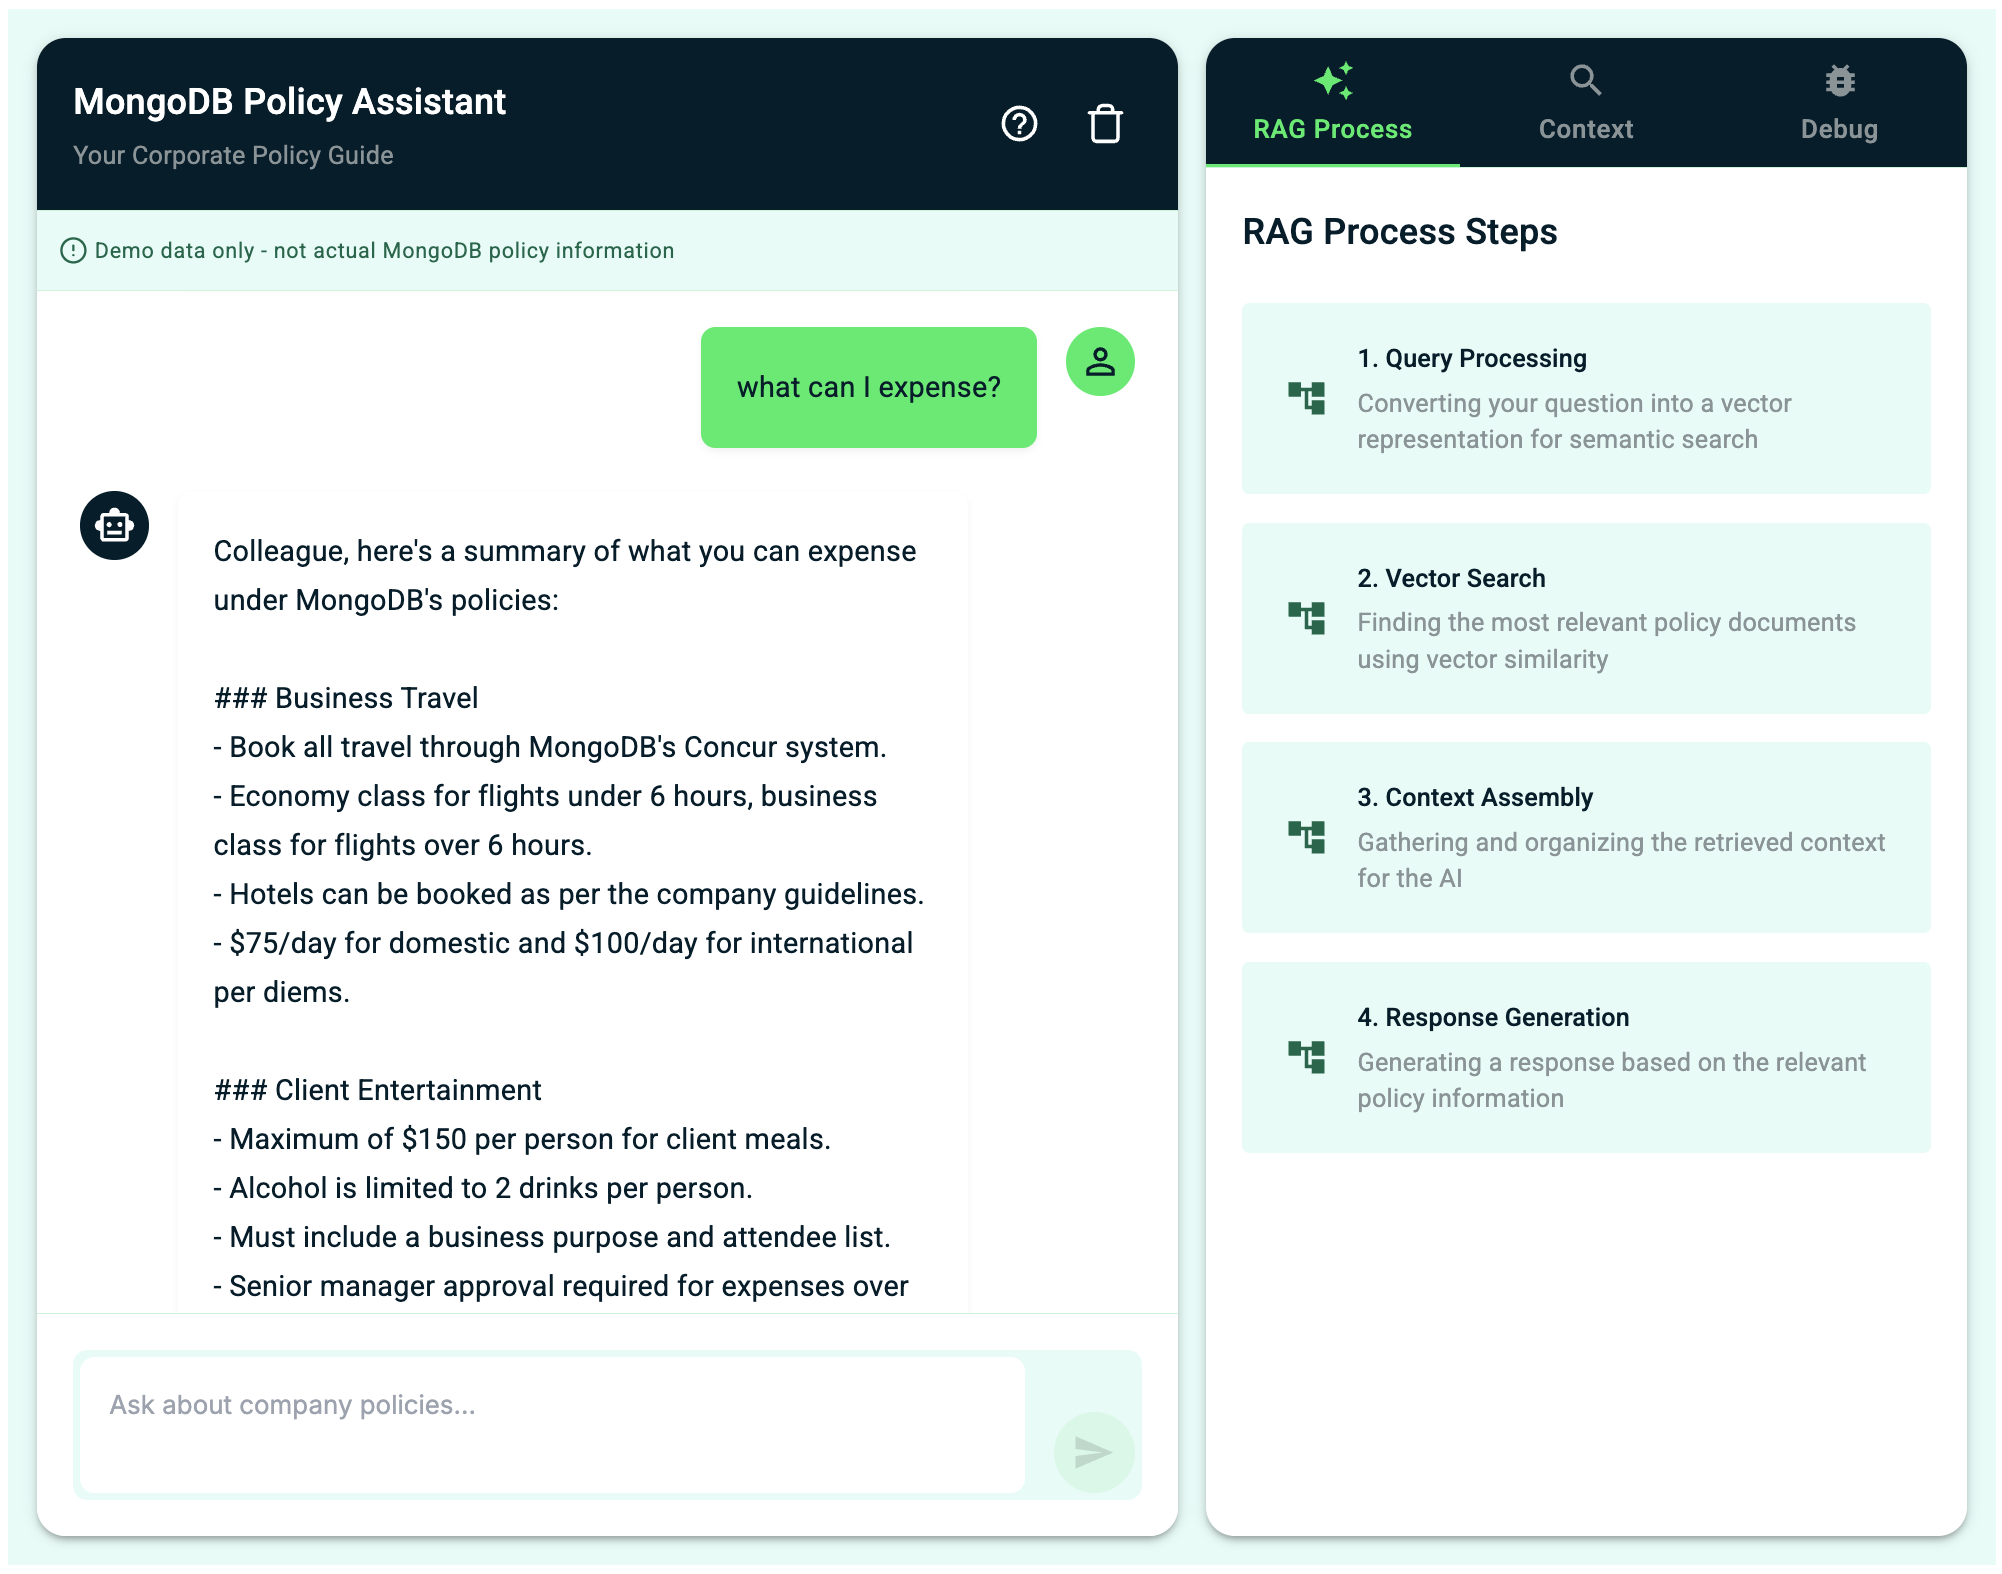 MongoDB Policy Assistant
Your Corporate Policy Guide
Demo data only - not actual MongoDB policy information
what can I expense?
Colleague, here's a summary of what you can expense
under MongoDB's policies:
### Business Travel
- Book all travel through MongoDB's Concur system.
- Economy class for flights under 6 hours, business
class for flights over 6 hours.
- Hotels can be booked as per the company guidelines.
- $75/day for domestic and $100/day for international
per diems.
### Client Entertainment
- Maximum of $150 per person for client meals.
- Alcohol is limited to 2 drinks per person.
- Must include a business purpose and attendee list.
- Senior manager approval required for expenses over
Ask about company policies...
RAG Process
Context
Debug
RAG Process Steps
1. Query Processing
Converting your question into a vector
representation for semantic search
2. Vector Search
Finding the most relevant policy documents
using vector similarity
3. Context Assembly
Gathering and organizing the retrieved context
for the AI
4. Response Generation
Generating a response based on the relevant
policy information